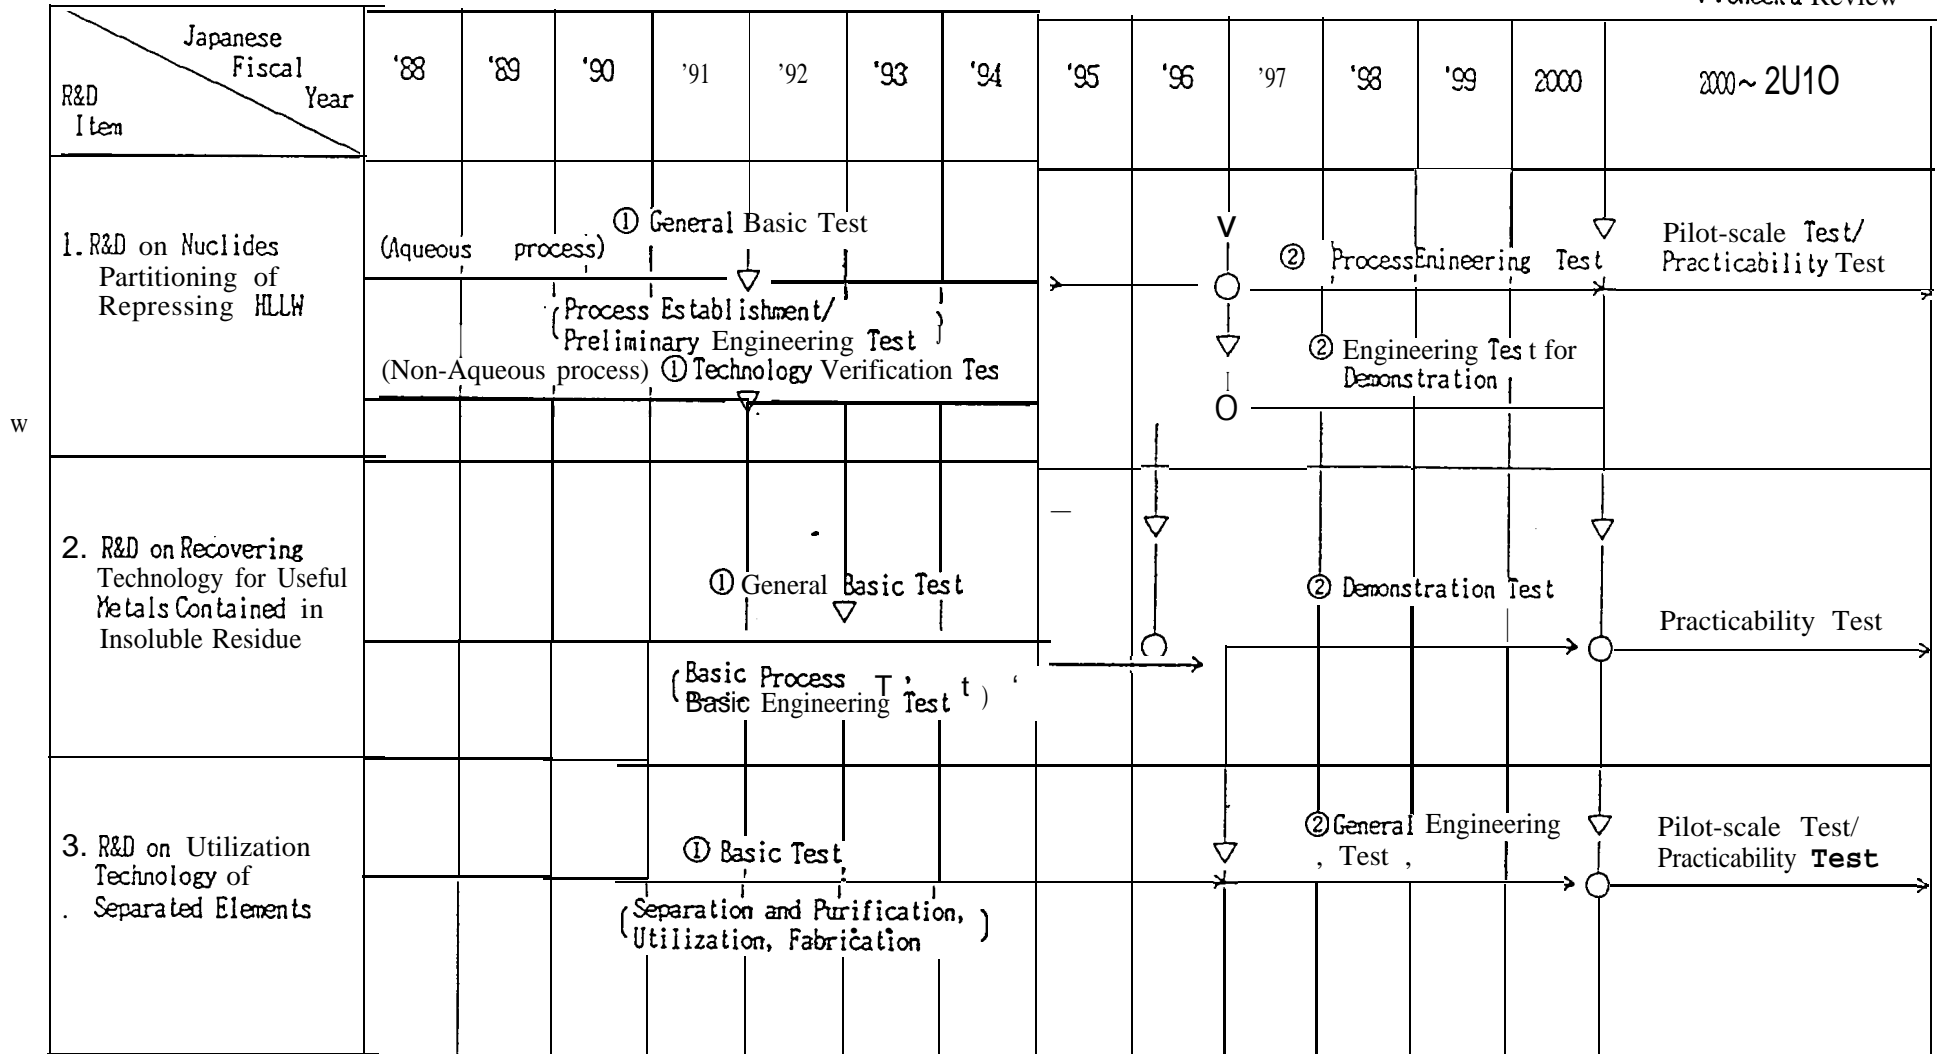 Review
Japanese
Fiscal
Year
R&D
Item
'88 '89 '90 '91 '92 '93 '94 '95 '96 '97 '98 '99 2000 2000~ 2U1O
1. R&D on Nuclides
Partitioning of
Repressing HLLW
(Aqueous process)
① General Basic Test
(Process Establishment/
Preliminary Engineering Test)
(Non-Aqueous process) ① Technology Verification Tes
V
② ProcessEnineering Test
Pilot-scale Test/
Practicability Test
② Engineering Test for
Demonstration
O
w
2. R&D on Recovering
Technology for Useful
Metals Contained in
Insoluble Residue
① General Basic Test
(Basic Process T, t)
Basic Engineering Test
② Demonstration Test
Practicability Test
3. R&D on Utilization
Technology of
. Separated Elements
① Basic Test
(Separation and Purification,
Utilization, Fabrication)
② General Engineering
, Test ,
Pilot-scale Test/
Practicability Test